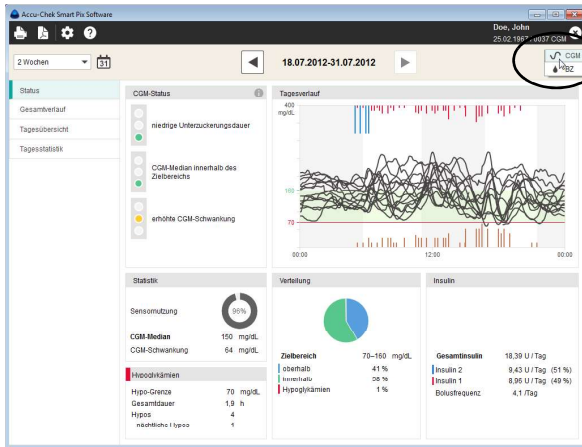 Accu-Chek Smart Pix Software
Doe, John
25.02.1967 0037 CGM
2 Wochen
31
18.07.2012-31.07.2012
CGM
BZ
Status
Gesamtverlauf
Tagesübersicht
Tagesstatistik
CGM-Status
niedrige Unterzuckerungsdauer
CGM-Median innerhalb des
Zielbereichs
erhöhte CGM-Schwankung
Tagesverlauf
400
mg/dL
100
70
00:00 12:00 00:00
Statistik
Sensornutzung 96%
CGM-Median 150 mg/dL
CGM-Schwankung 64 mg/dL
Hypoglykämien
Hypo-Grenze 70 mg/dL
Gesamtdauer 1,9 h
Hypos 4
nächtliche Hypos 4
Verteilung
Zielbereich 70–160 mg/dL
oberhalb 41 %
innerhalb 58 %
Hypoglykämien 1 %
Insulin
Gesamtinsulin 18,39 U / Tag
Insulin 2 9,43 U / Tag (51 %)
Insulin 1 8,96 U / Tag (49 %)
Bolusfrequenz 4,1 /Tag